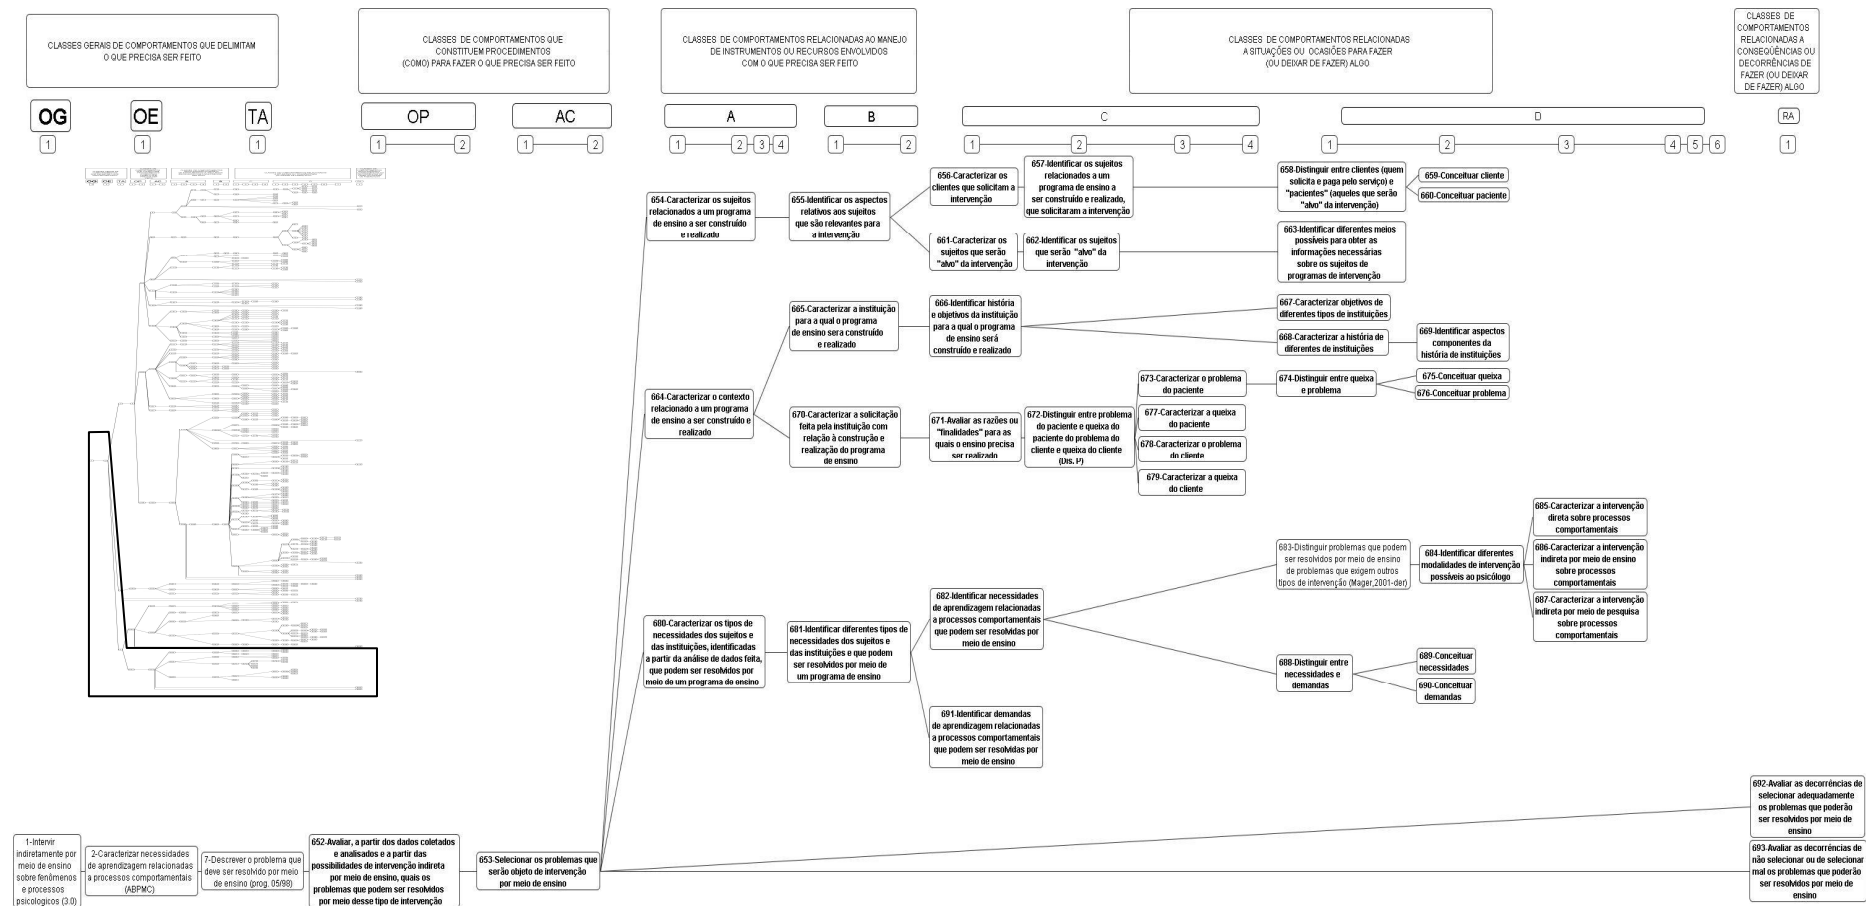 CLASSES GERAIS DE COMPORTAMENTOS QUE DELIMITAM
O QUE PRECISA SER FEITO
CLASSES DE COMPORTAMENTOS QUE
CONSTITUEM PROCEDIMENTOS
(COMO) PARA FAZER O QUE PRECISA SER FEITO
CLASSES DE COMPORTAMENTOS RELACIONADAS AO MANEJO
DE INSTRUMENTOS OU RECURSOS ENVOLVIDOS
COM O QUE PRECISA SER FEITO
CLASSES DE COMPORTAMENTOS RELACIONADAS
A SITUAÇÕES OU OCASIÕES PARA FAZER
(OU DEIXAR DE FAZER) ALGO
CLASSES DE
COMPORTAMENTOS
RELACIONADAS A
CONSEQÜÊNCIAS OU
DECORRÊNCIAS DE
FAZER (OU DEIXAR
DE FAZER) ALGO
OG
OE
TA
OP
AC
A
B
C
D
RA
1
1
1
1 2
1 2
1 2 3 4
1 2
1 2 3 4
1 2 3 4 5 6
1
654-Caracterizar os sujeitos
relacionados a um programa
de ensino a ser construído
e realizado
655-Identificar os aspectos
relativos aos sujeitos
que são relevantes para
a intervenção
656-Caracterizar os
clientes que solicitam a
intervenção
657-Identificar os sujeitos
relacionados a um
programa de ensino a
ser construído e realizado,
que solicitaram a intervenção
658-Distinguir entre clientes (quem
solicita e paga pelo serviço) e
"pacientes" (aqueles que serão
"alvo" da intervenção)
659-Conceituar cliente
660-Conceituar paciente
661-Caracterizar os
sujeitos que serão
"alvo" da intervenção
662-Identificar os sujeitos
que serão "alvo" da
intervenção
663-Identificar diferentes meios
possíveis para obter as
informações necessárias
sobre os sujeitos de
programas de intervenção
664-Caracterizar o contexto
relacionado a um programa
de ensino a ser construído e
realizado
665-Caracterizar a instituição
para a qual o programa
de ensino sera construído
e realizado
666-Identificar história
e objetivos da instituição
para a qual o programa
de ensino será
construído e realizado
667-Caracterizar objetivos de
diferentes tipos de instituições
668-Caracterizar a história de
diferentes de instituições
669-Identificar aspectos
componentes da
história de instituições
670-Caracterizar a solicitação
feita pela instituição com
relação à construção e
realização do programa
de ensino
671-Avaliar as razões ou
"finalidades" para as
quais o ensino precisa
ser realizado
672-Distinguir entre problema
do paciente e queixa do
paciente do problema do
cliente e queixa do cliente
(Dis. P)
673-Caracterizar o problema
do paciente
674-Distinguir entre queixa
e problema
675-Conceituar queixa
676-Conceituar problema
677-Caracterizar a queixa
do paciente
678-Caracterizar o problema
do cliente
679-Caracterizar a queixa
do cliente
680-Caracterizar os tipos de
necessidades dos sujeitos e
das instituições, identificadas
a partir da análise de dados feita,
que podem ser resolvidos por
meio de um programa de ensino
681-Identificar diferentes tipos de
necessidades dos sujeitos e
das instituições e que podem
ser resolvidos por meio de
um programa de ensino
682-Identificar necessidades
de aprendizagem relacionadas
a processos comportamentais
que podem ser resolvidas por
meio de ensino
683-Distinguir problemas que podem
ser resolvidos por meio de ensino
de problemas que exigem outros
tipos de intervenção (Mager,2001-der)
684-Identificar diferentes
modalidades de intervenção
possíveis ao psicólogo
685-Caracterizar a intervenção
direta sobre processos
comportamentais
686-Caracterizar a intervenção
indireta por meio de ensino
sobre processos
comportamentais
687-Caracterizar a intervenção
indireta por meio de pesquisa
sobre processos
comportamentais
688-Distinguir entre
necessidades e
demandas
689-Conceituar
necessidades
690-Conceituar
demandas
691-Identificar demandas
de aprendizagem relacionadas
a processos comportamentais
que podem ser resolvidas por
meio de ensino
692-Avaliar as decorrências de
selecionar adequadamente
os problemas que poderão
ser resolvidos por meio de
ensino
1-Intervir
indiretamente por
meio de ensino
sobre fenômenos
e processos
psicologicos (3.0)
2-Caracterizar necessidades
de aprendizagem relacionadas
a processos comportamentais
(ABPMC)
7-Descrever o problema que
deve ser resolvido por meio
de ensino (prog. 05/98)
652-Avaliar, a partir dos dados coletados
e analisados e a partir das
possibilidades de intervenção indireta
por meio de ensino, quais os
problemas que podem ser resolvidos
por meio desse tipo de intervenção
653-Selecionar os problemas que
serão objeto de intervenção
por meio de ensino
693-Avaliar as decorrências de
não selecionar ou de selecionar
mal os problemas que poderão
ser resolvidos por meio de
ensino